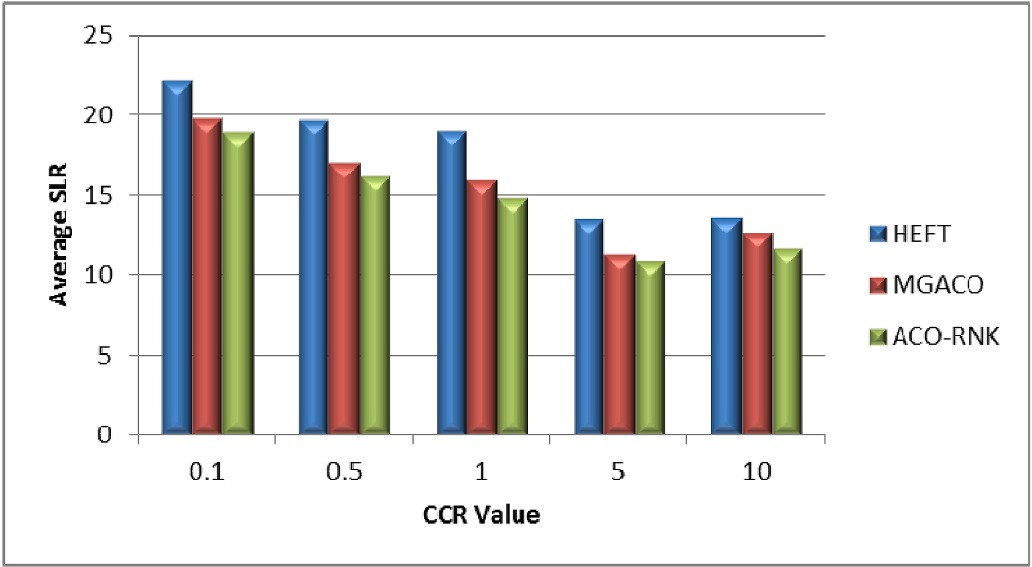 25
20
15
10
5
0
Average SLR
0.1 0.5 1 5 10
CCR Value
HEFT
MGACO
ACO-RNK